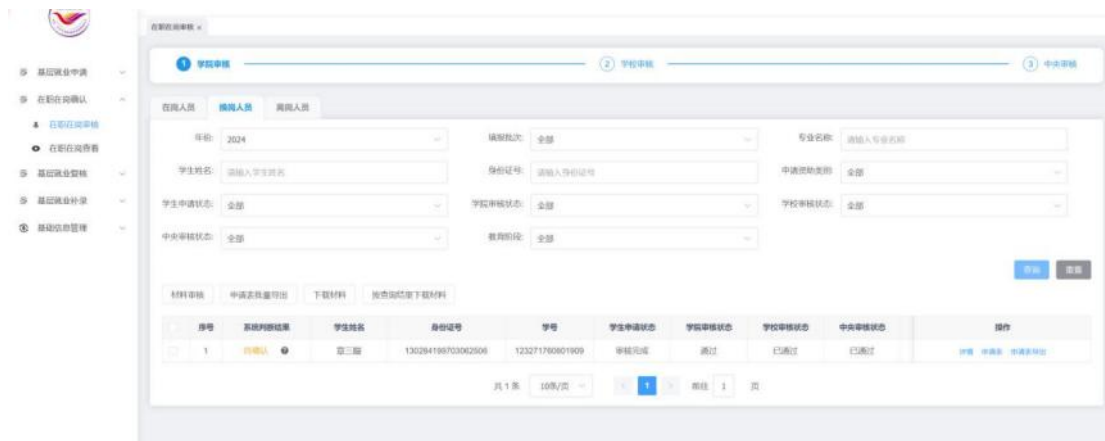 在职在岗审核 ×
1 学院审核
2 学校审核
3 中央审核
基层就业申请
在职在岗确认
在职在岗审核
在职在岗查看
基层就业复核
基层就业补录
基础信息管理
在岗人员 换岗人员 离岗人员
年份: 2024 填报批次: 全部 专业名称: 请输入专业名称
学生姓名: 请输入学生姓名 身份证号: 请输入身份证号 申请资助类别: 全部
学生申请状态: 全部 学院审核状态: 全部 学校审核状态: 全部
中央审核状态: 全部 教育阶段: 全部
查询 重置
材料审核 申请表批量导出 下载材料 按查询结果下载材料
序号 系统判断结果 学生姓名 身份证号 学号 学生申请状态 学院审核状态 学校审核状态 中央审核状态 操作
1 待确认 130284199703062506 123271760801909 审核完成 通过 已通过 已通过 详情 申请表 申请表导出
共 1 条 10条/页 1 前往 1 页